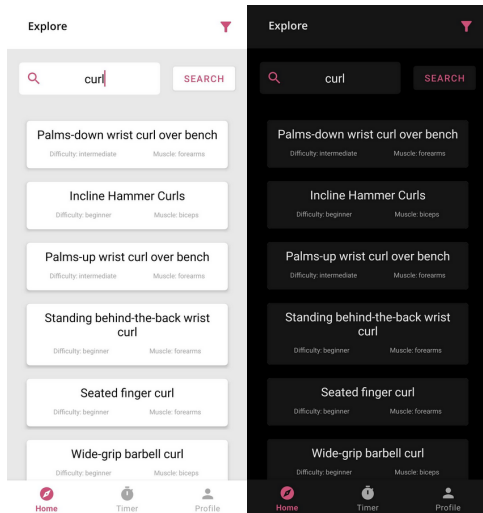 Explore
curl
SEARCH
Palms-down wrist curl over bench
Difficulty: intermediate Muscle: forearms
Incline Hammer Curls
Difficulty: beginner Muscle: biceps
Palms-up wrist curl over bench
Difficulty: intermediate Muscle: forearms
Standing behind-the-back wrist
curl
Difficulty: beginner Muscle: forearms
Seated finger curl
Difficulty: beginner Muscle: forearms
Wide-grip barbell curl
Difficulty: beginner Muscle: biceps
Home Timer Profile
Explore
curl
SEARCH
Palms-down wrist curl over bench
Difficulty: intermediate Muscle: forearms
Incline Hammer Curls
Difficulty: beginner Muscle: biceps
Palms-up wrist curl over bench
Difficulty: intermediate Muscle: forearms
Standing behind-the-back wrist
curl
Difficulty: beginner Muscle: forearms
Seated finger curl
Difficulty: beginner Muscle: forearms
Wide-grip barbell curl
Difficulty: beginner Muscle: biceps
Home Timer Profile